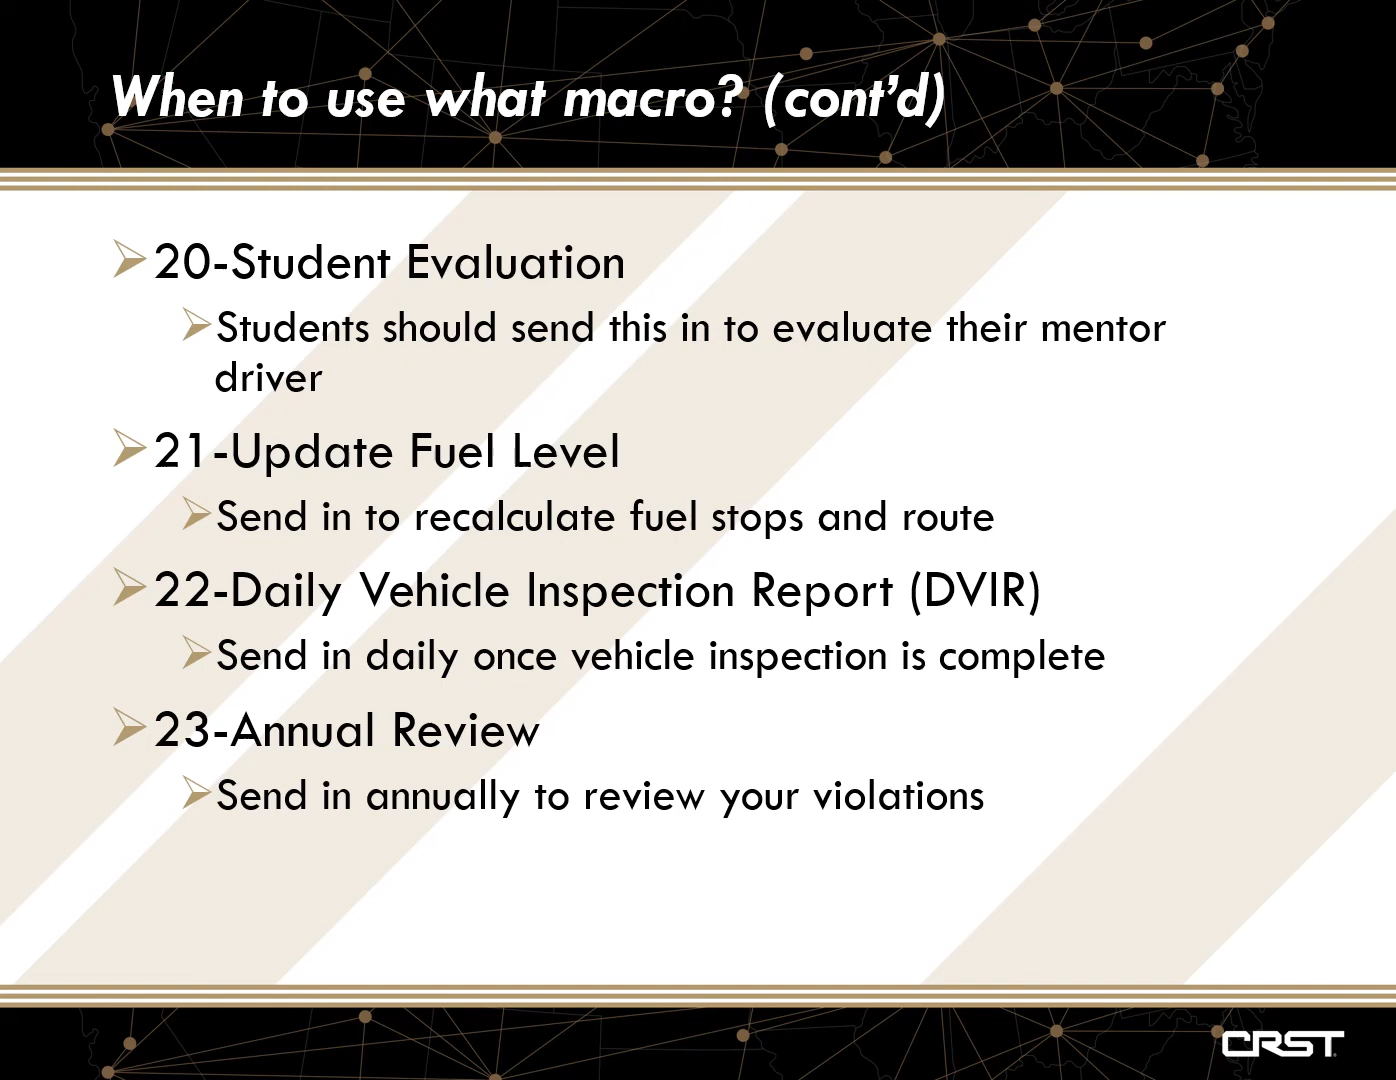 When to use what macro? (cont’d)
20-Student Evaluation
Students should send this in to evaluate their mentor
driver
21-Update Fuel Level
Send in to recalculate fuel stops and route
22-Daily Vehicle Inspection Report (DVIR)
Send in daily once vehicle inspection is complete
23-Annual Review
Send in annually to review your violations
CRST